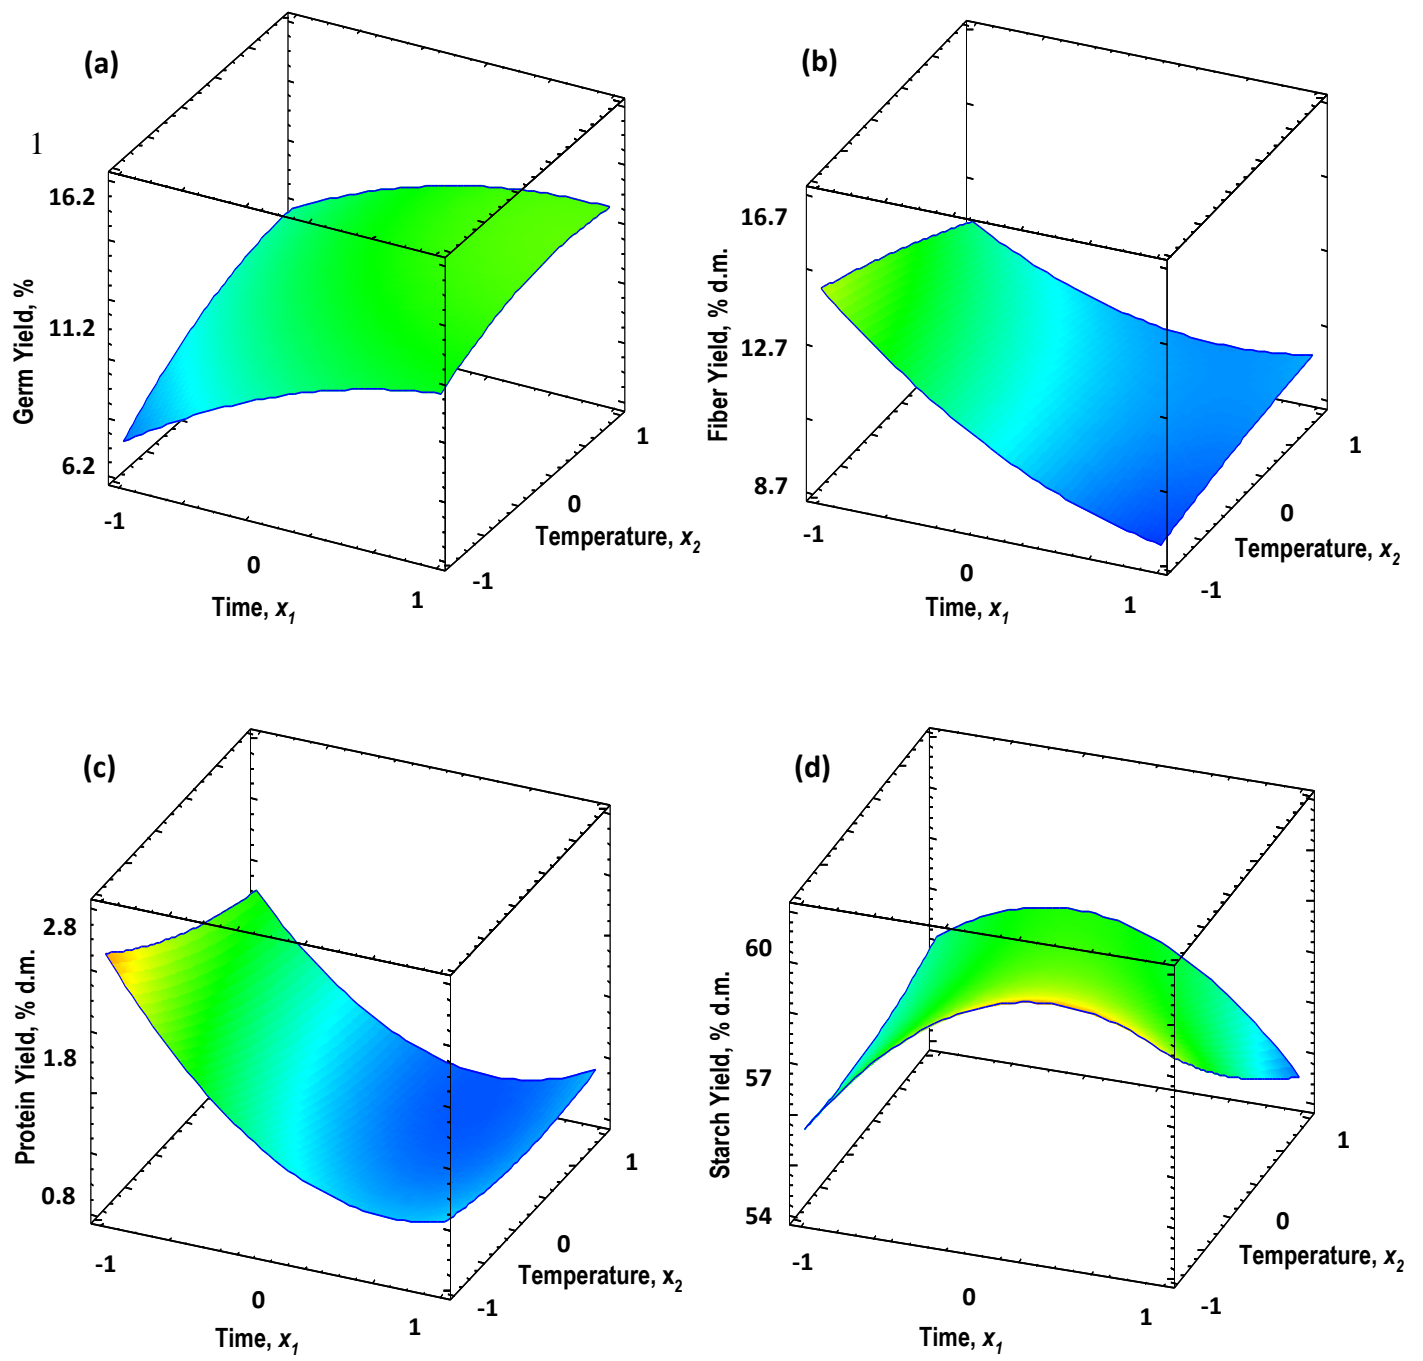 (a)
1
16.2
11.2
6.2
Germ Yield, %
-1
0
1
Time, x1
-1
0
1
Temperature, x2
(b)
16.7
12.7
8.7
Fiber Yield, % d.m.
-1
0
1
Time, x1
-1
0
1
Temperature, x2
(c)
2.8
1.8
0.8
Protein Yield, % d.m.
-1
0
1
Time, x1
-1
0
1
Temperature, x2
(d)
60
57
54
Starch Yield, % d.m.
-1
0
1
Time, x1
-1
0
1
Temperature, x2